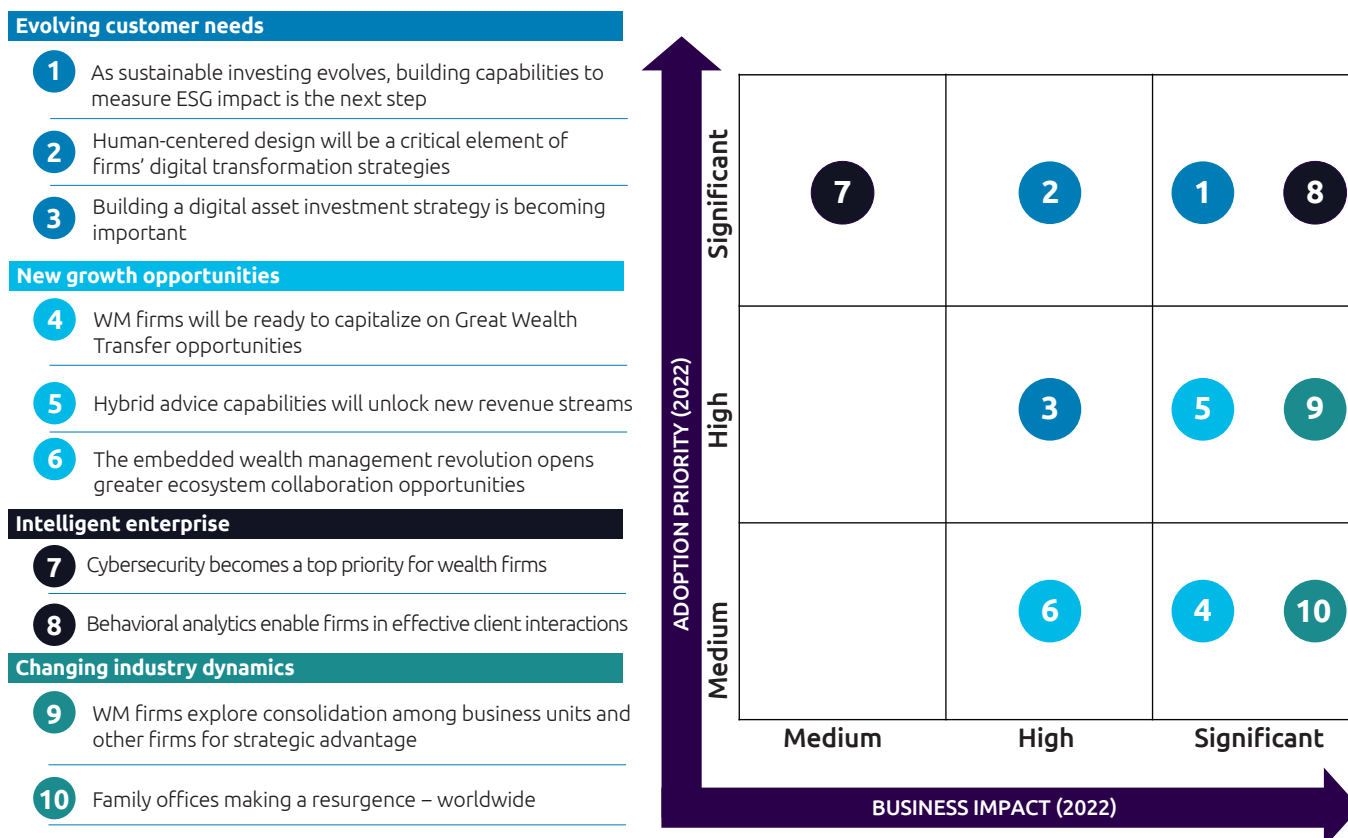 Evolving customer needs
1
As sustainable investing evolves, building capabilities to
measure ESG impact is the next step
2
Human-centered design will be a critical element of
firms’ digital transformation strategies
3
Building a digital asset investment strategy is becoming
important
New growth opportunities
4
WM firms will be ready to capitalize on Great Wealth
Transfer opportunities
5
Hybrid advice capabilities will unlock new revenue streams
6
The embedded wealth management revolution opens
greater ecosystem collaboration opportunities
Intelligent enterprise
7
Cybersecurity becomes a top priority for wealth firms
8
Behavioral analytics enable firms in effective client interactions
Changing industry dynamics
9
WM firms explore consolidation among business units and
other firms for strategic advantage
10
Family offices making a resurgence – worldwide
ADOPTION PRIORITY (2022)
Significant
7 2 1 8
High
3 5 9
Medium
6 4 10
Medium High Significant
BUSINESS IMPACT (2022)